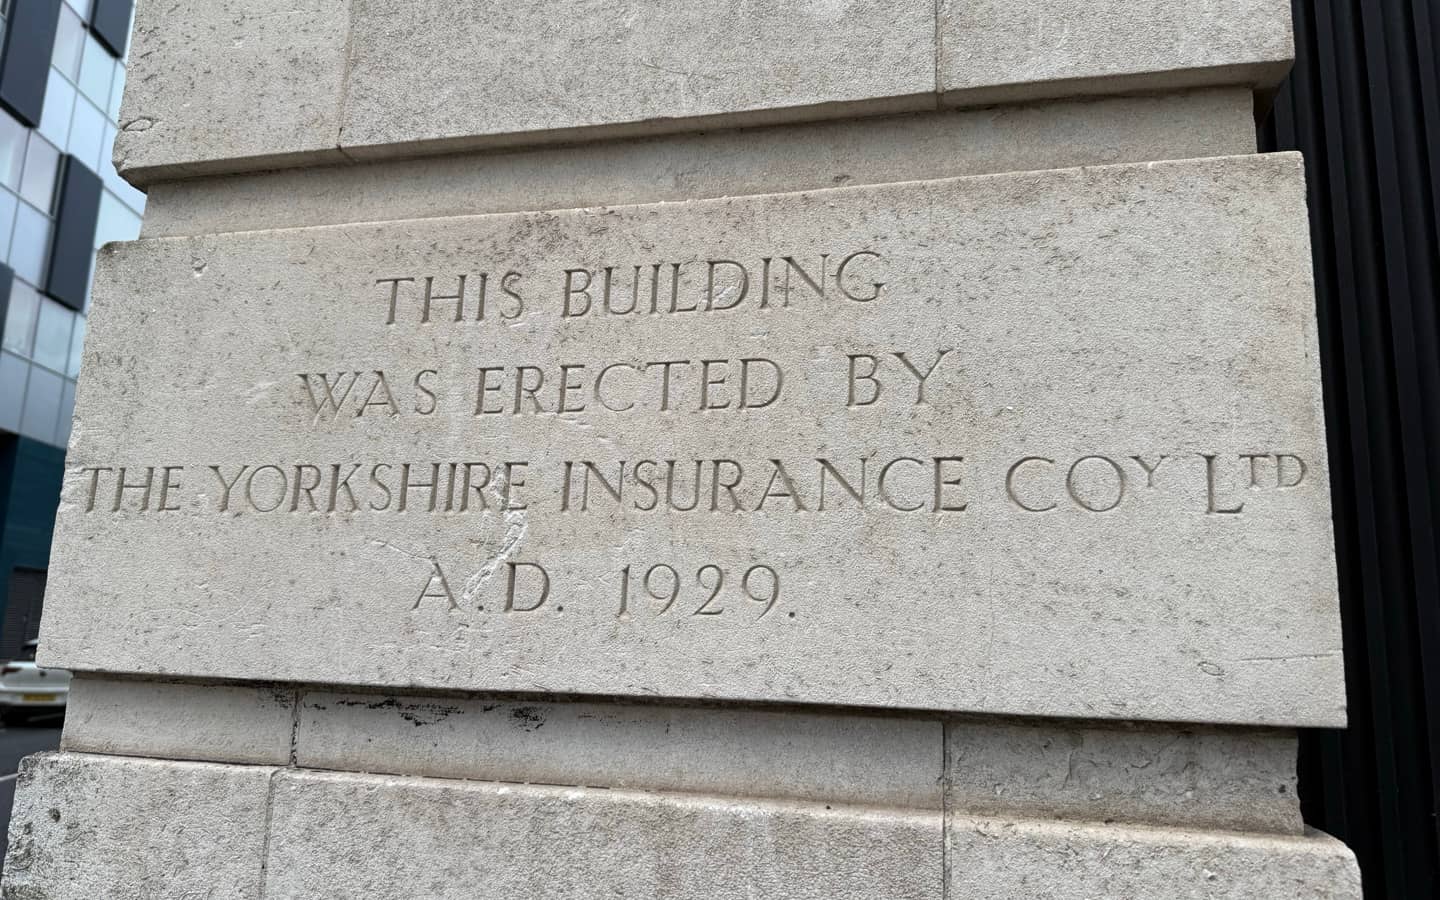 THIS BUILDING
WAS ERECTED BY
THE YORKSHIRE INSURANCE COY LTD
A.D. 1929.